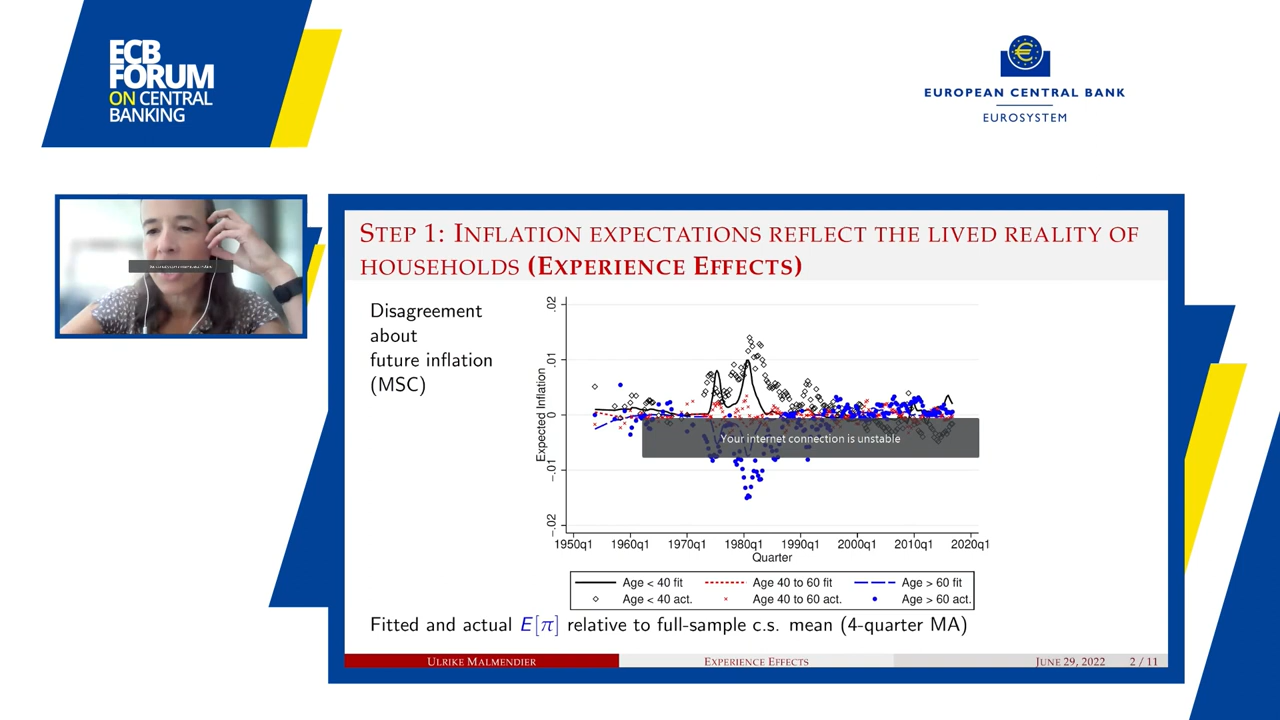 ECB
FORUM
ON CENTRAL
BANKING
EUROPEAN CENTRAL BANK
EUROSYSTEM
STEP 1: INFLATION EXPECTATIONS REFLECT THE LIVED REALITY OF
HOUSEHOLDS (EXPERIENCE EFFECTS)
Disagreement
about
future inflation
(MSC)
Expected Inflation
.02
.01
0
-.01
-.02
Your internet connection is unstable
1950q1 1960q1 1970q1 1980q1 1990q1 2000q1 2010q1 2020q1
Quarter
Age < 40 fit Age 40 to 60 fit Age > 60 fit
Age < 40 act. Age 40 to 60 act. Age > 60 act.
Fitted and actual E[π] relative to full-sample c.s. mean (4-quarter MA)
ULRIKE MALMENDIER EXPERIENCE EFFECTS JUNE 29, 2022 2 / 11